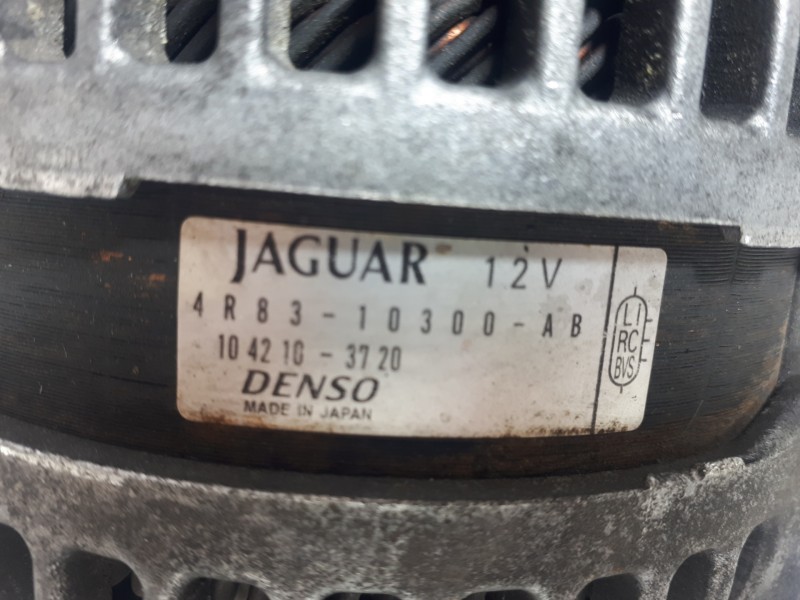 JAGUAR 12V
4R83-10300-AB
104210-3720
DENSO
MADE IN JAPAN
LI
RC
BVS